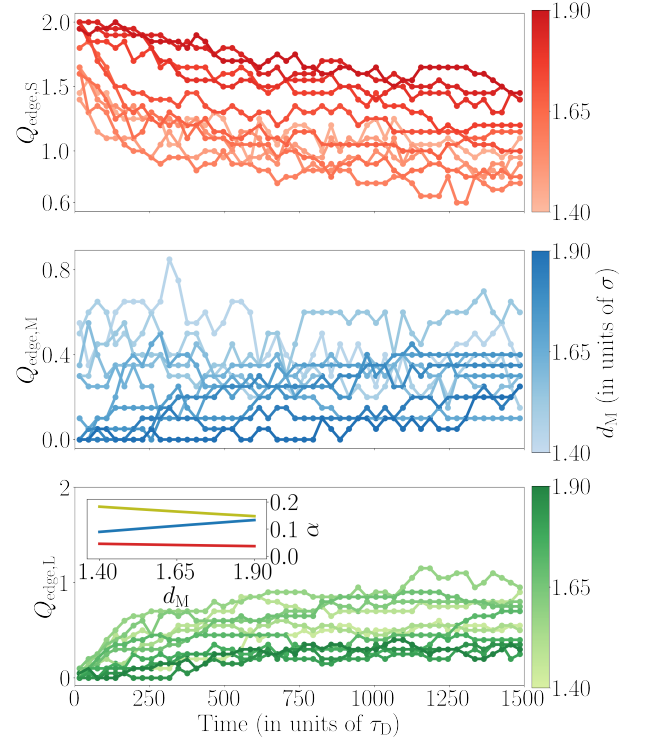 2.0
1.5
1.0
0.6
Q_edge,S
1.90
1.65
1.40
0.8
0.4
0.0
Q_edge,M
1.90
1.65
1.40
d_M (in units of σ)
2
1
0
Q_edge,L
0.2
0.1
0.0
α
1.40 1.65 1.90
d_M
1.90
1.65
1.40
0 250 500 750 1000 1250 1500
Time (in units of τ_D)